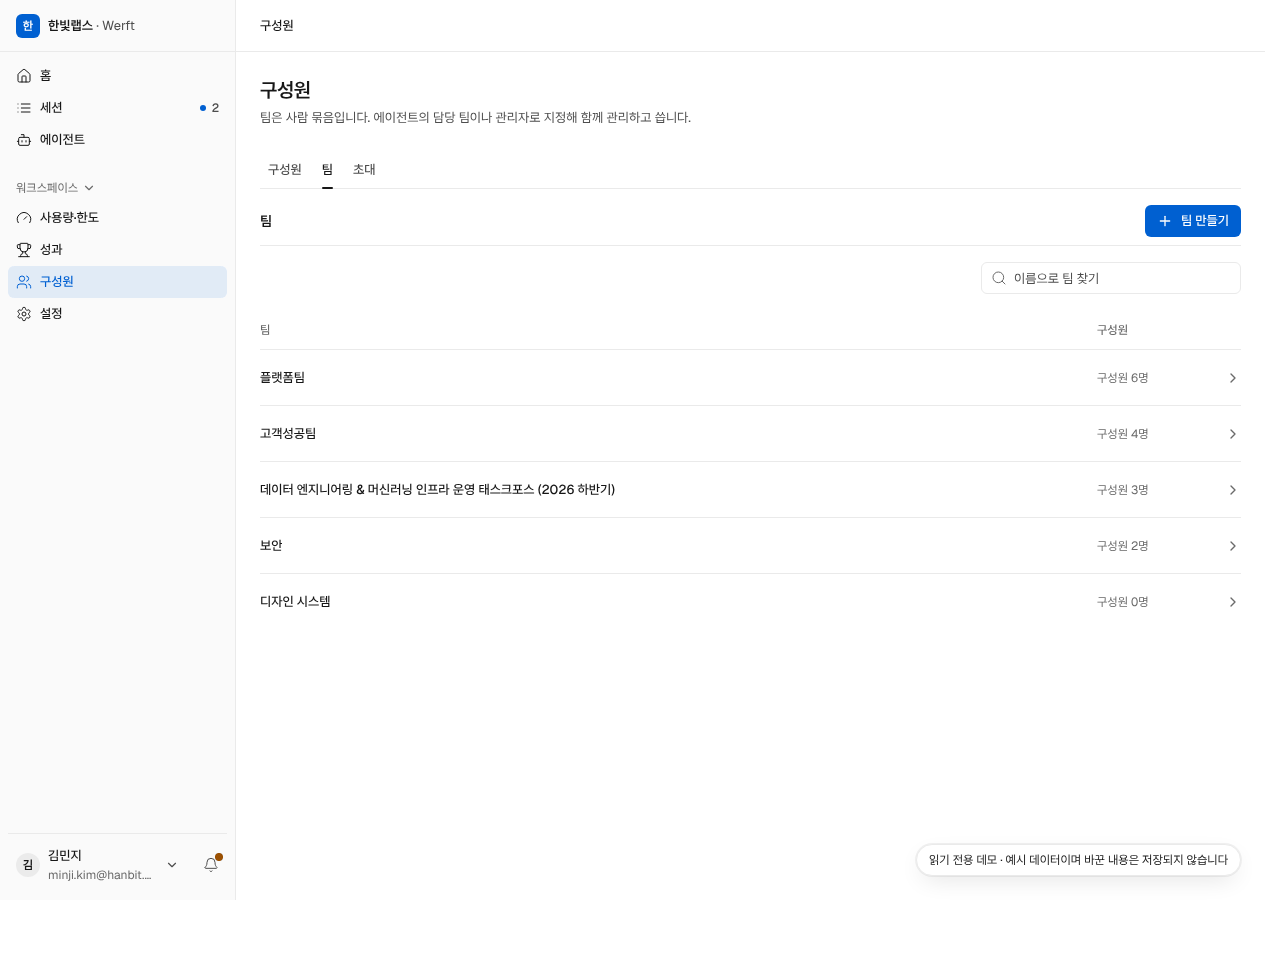 한 한빛랩스 · Werft
구성원
홈
세션 2
에이전트
워크스페이스
사용량·한도
성과
구성원
설정
구성원
팀은 사람 묶음입니다. 에이전트의 담당 팀이나 관리자로 지정해 함께 관리하고 씁니다.
구성원 팀 초대
팀
팀 만들기
이름으로 팀 찾기
팀 구성원
플랫폼팀 구성원 6명
고객성공팀 구성원 4명
데이터 엔지니어링 & 머신러닝 인프라 운영 태스크포스 (2026 하반기) 구성원 3명
보안 구성원 2명
디자인 시스템 구성원 0명
김 김민지
minji.kim@hanbit....
읽기 전용 데모 · 예시 데이터이며 바꾼 내용은 저장되지 않습니다